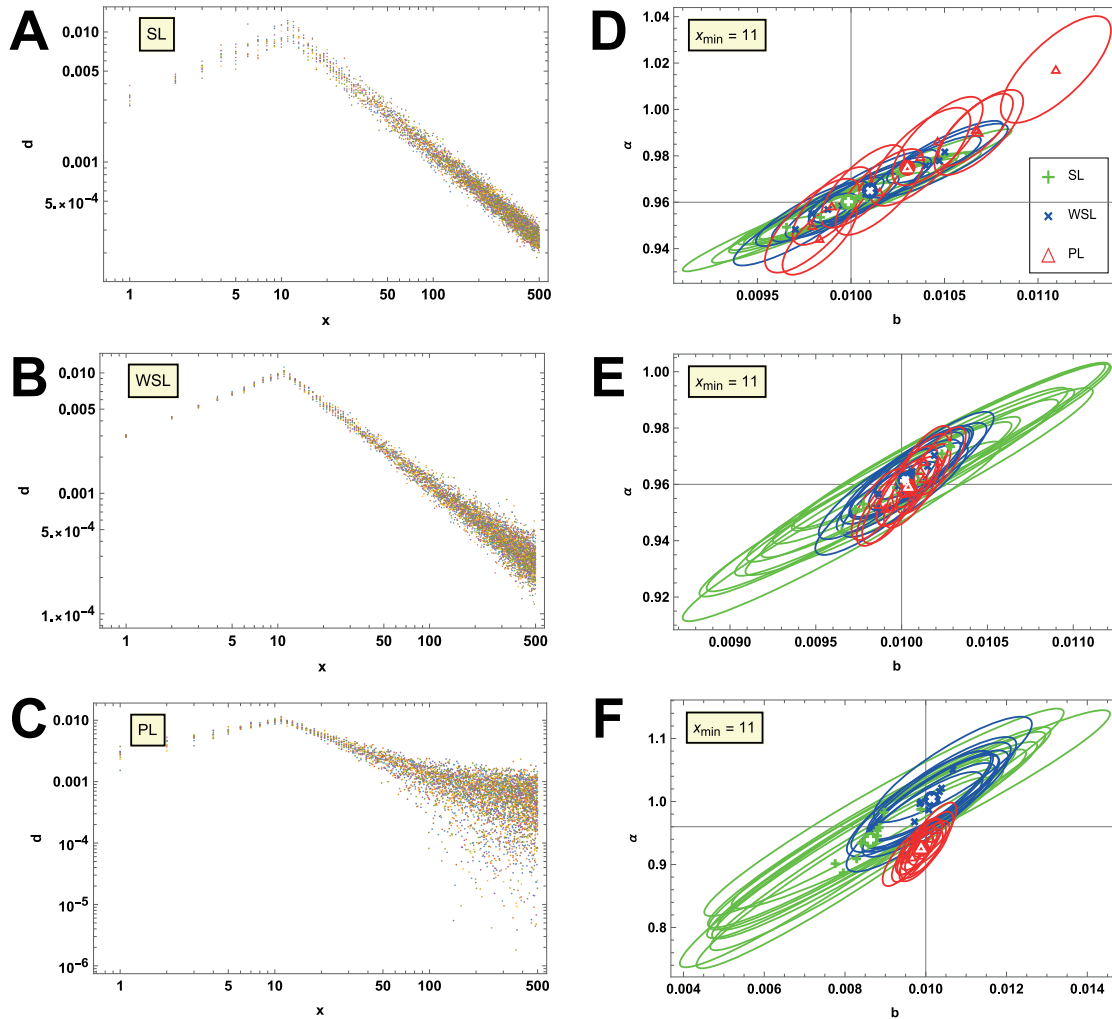 A
SL
0.010
0.005
0.001
5.×10⁻⁴
d
1
5
10
50
100
500
x
D
xmin = 11
1.04
1.02
1.00
0.98
0.96
0.94
α
SL
WSL
PL
0.0095
0.0100
0.0105
0.0110
b
B
WSL
0.010
0.005
0.001
5.×10⁻⁴
1.×10⁻⁴
d
1
5
10
50
100
500
x
E
xmin = 11
1.00
0.98
0.96
0.94
0.92
α
0.0090
0.0095
0.0100
0.0105
0.0110
b
C
PL
0.010
0.001
10⁻⁴
10⁻⁵
10⁻⁶
d
1
5
10
50
100
500
x
F
xmin = 11
1.1
1.0
0.9
0.8
α
0.004
0.006
0.008
0.010
0.012
0.014
b